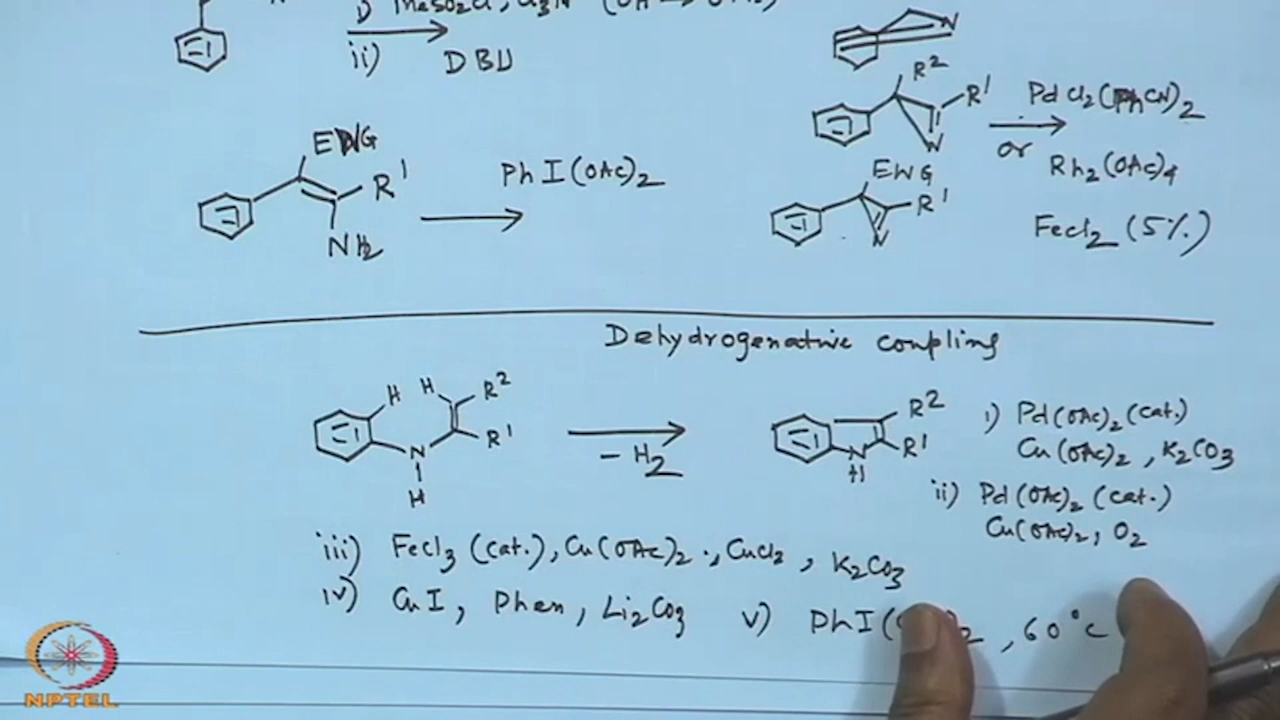 i) MeSO2Cl, Et3N
ii) DBU
N
R2
R1
N
PdCl2(PhCN)2
or
Rh2(OAc)4
FeCl2 (5%)
EWG
R1
NH2
PhI(OAc)2
EWG
R1
N
Dehydrogenative coupling
H H R2
R1
N
H
- H2
R2
R1
N
H
i) Pd(OAc)2 (cat.)
Cu(OAc)2, K2CO3
ii) Pd(OAc)2 (cat.)
Cu(OAc)2, O2
iii) FeCl3 (cat.), Cu(OAc)2·, CuCl2, K2CO3
iv) CuI, Phen, Li2CO3 v) PhI( 2, 60°C
NPTEL